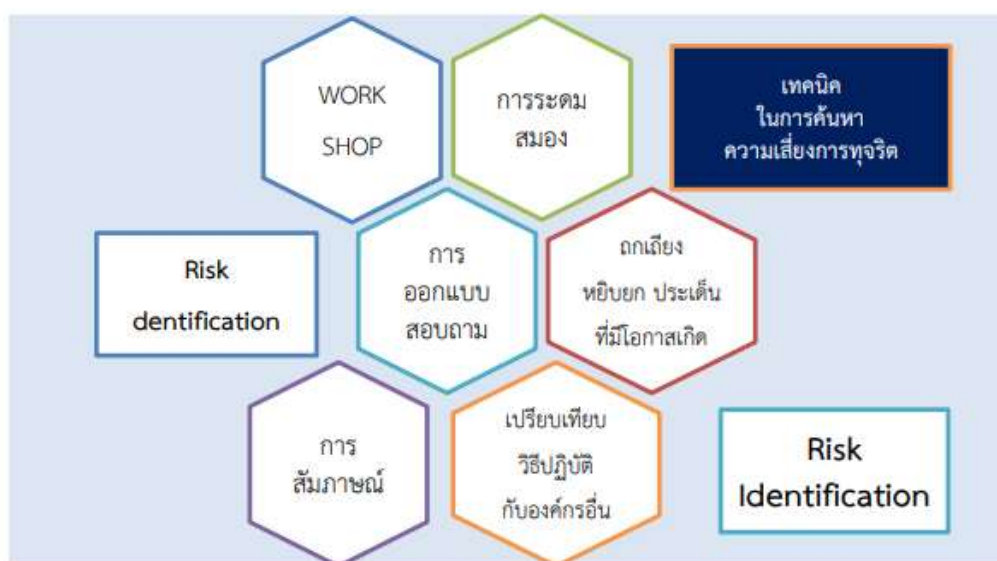 WORK
SHOP
การระดม
สมอง
เทคนิค
ในการค้นหา
ความเสี่ยงการทุจริต
Risk
dentification
การ
ออกแบบ
สอบถาม
ถกเถียง
หยิบยก ประเด็น
ที่มีโอกาสเกิด
การ
สัมภาษณ์
เปรียบเทียบ
วิธีปฏิบัติ
กับองค์กรอื่น
Risk
Identification